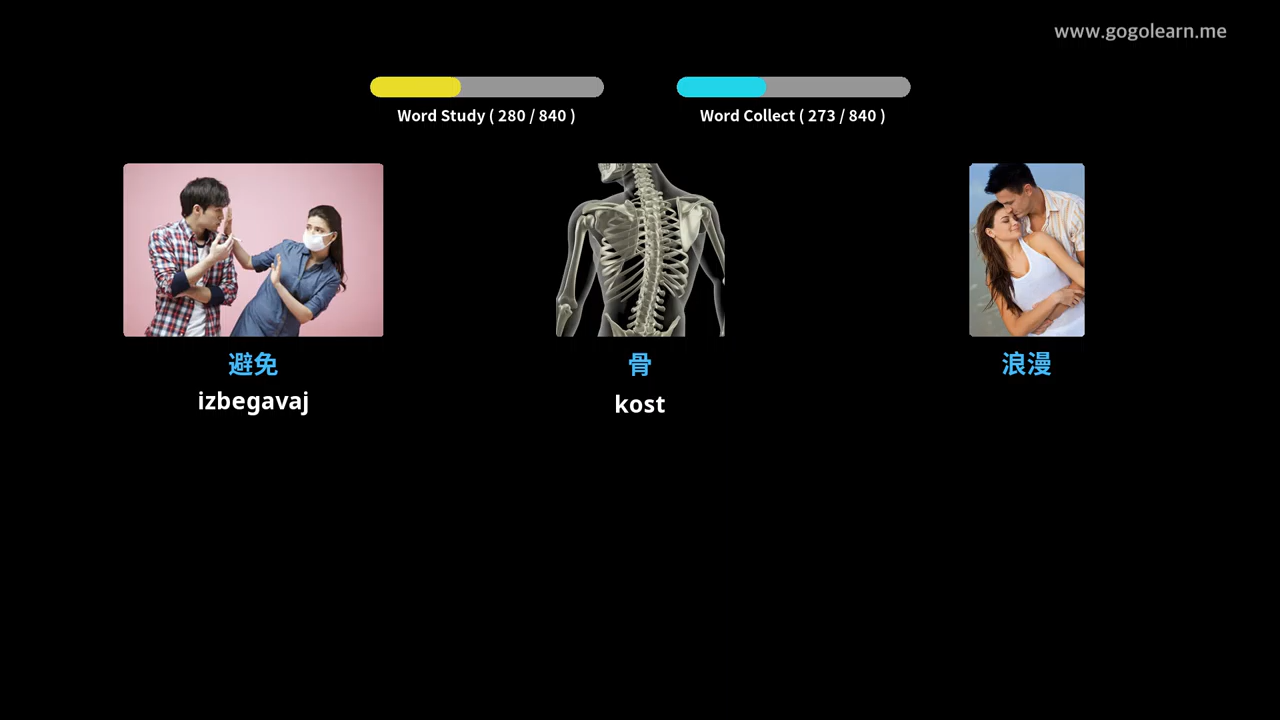 www.gogolearn.me
Word Study ( 280 / 840 )
Word Collect ( 273 / 840 )
避免
骨
浪漫
izbegavaj
kost